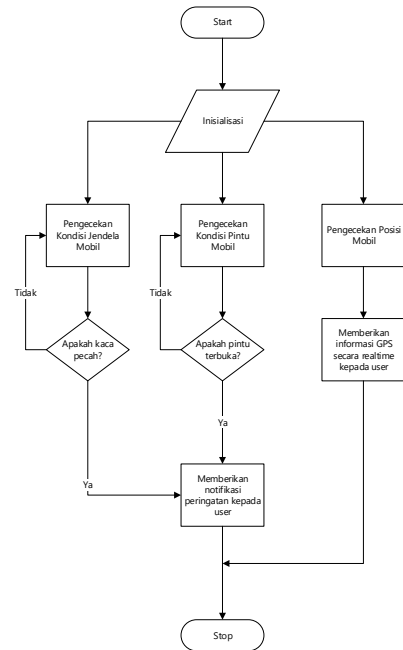 Start
Inisialisasi
Pengecekan
Kondisi Jendela
Mobil
Pengecekan
Kondisi Pintu
Mobil
Pengecekan Posisi
Mobil
Tidak
Tidak
Apakah kaca
pecah?
Apakah pintu
terbuka?
Memberikan
informasi GPS
secara realtime
kepada user
Ya
Ya
Memberikan
notifikasi
peringatan kepada
user
Stop